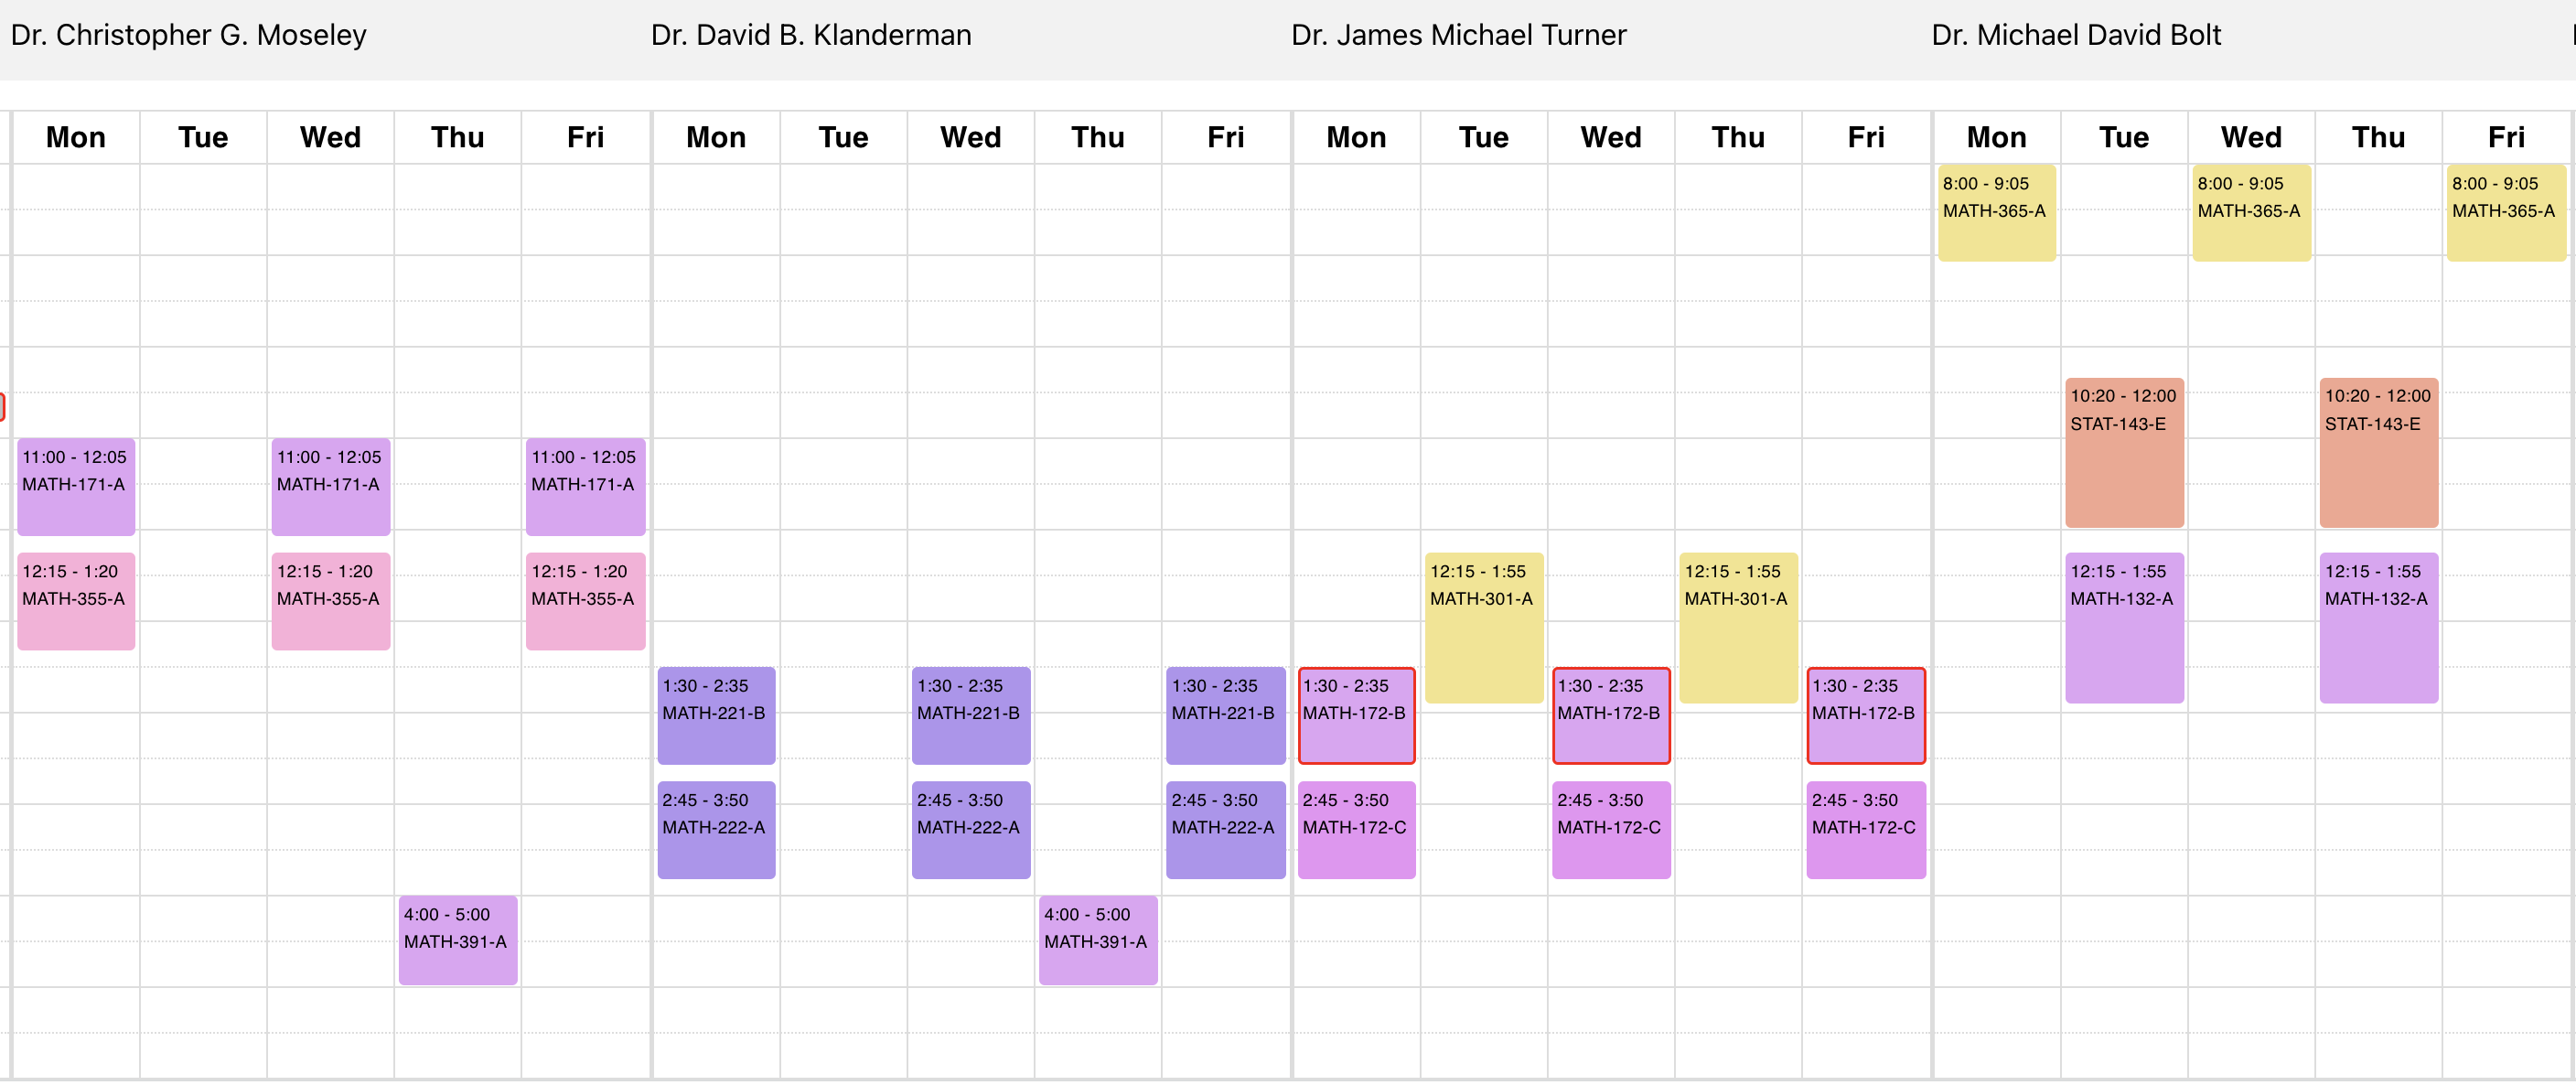 Dr. Christopher G. Moseley
Dr. David B. Klanderman
Dr. James Michael Turner
Dr. Michael David Bolt
Mon Tue Wed Thu Fri Mon Tue Wed Thu Fri Mon Tue Wed Thu Fri Mon Tue Wed Thu Fri
8:00 - 9:05 8:00 - 9:05 8:00 - 9:05
MATH-365-A MATH-365-A MATH-365-A
10:20 - 12:00 10:20 - 12:00
STAT-143-E STAT-143-E
11:00 - 12:05 11:00 - 12:05 11:00 - 12:05
MATH-171-A MATH-171-A MATH-171-A
12:15 - 1:20 12:15 - 1:20 12:15 - 1:20 12:15 - 1:55 12:15 - 1:55 12:15 - 1:55 12:15 - 1:55
MATH-355-A MATH-355-A MATH-355-A MATH-301-A MATH-301-A MATH-132-A MATH-132-A
1:30 - 2:35 1:30 - 2:35 1:30 - 2:35 1:30 - 2:35 1:30 - 2:35 1:30 - 2:35
MATH-221-B MATH-221-B MATH-221-B MATH-172-B MATH-172-B MATH-172-B
2:45 - 3:50 2:45 - 3:50 2:45 - 3:50 2:45 - 3:50 2:45 - 3:50 2:45 - 3:50
MATH-222-A MATH-222-A MATH-222-A MATH-172-C MATH-172-C MATH-172-C
4:00 - 5:00 4:00 - 5:00
MATH-391-A MATH-391-A